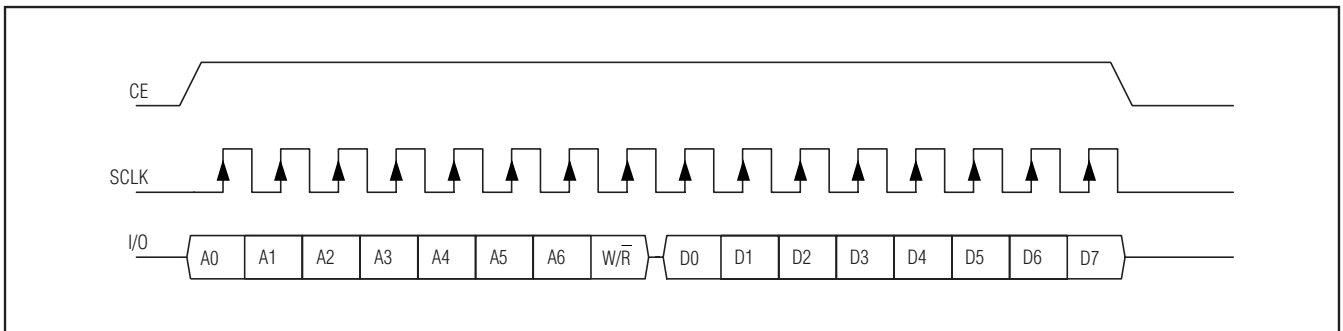 CE
SCLK
I/O A0 A1 A2 A3 A4 A5 A6 W/R̅ D0 D1 D2 D3 D4 D5 D6 D7